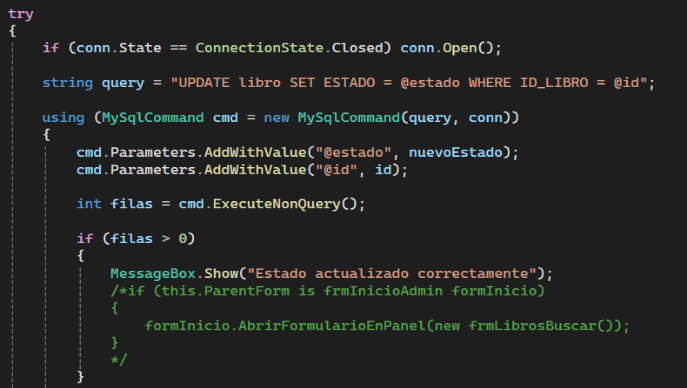 try
{
if (conn.State == ConnectionState.Closed) conn.Open();
string query = "UPDATE libro SET ESTADO = @estado WHERE ID_LIBRO = @id";
using (MySqlCommand cmd = new MySqlCommand(query, conn))
{
cmd.Parameters.AddWithValue("@estado", nuevoEstado);
cmd.Parameters.AddWithValue("@id", id);
int filas = cmd.ExecuteNonQuery();
if (filas > 0)
{
MessageBox.Show("Estado actualizado correctamente");
/*if (this.ParentForm is frmInicioAdmin formInicio)
{
formInicio.AbrirFormularioEnPanel(new frmLibrosBuscar());
}
*/
}